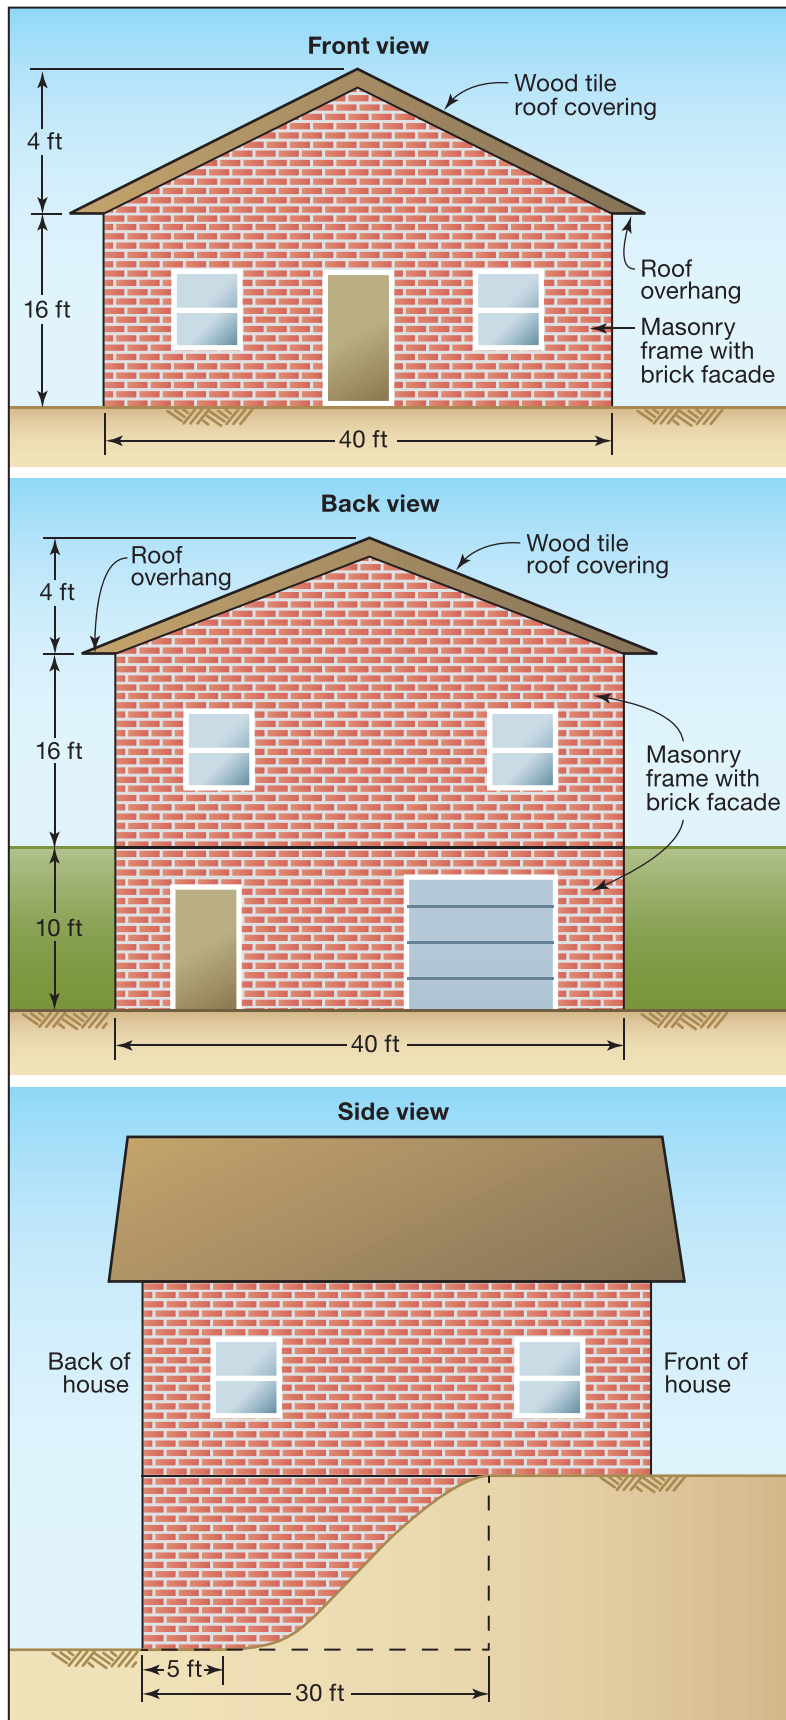 Front view
Wood tile
roof covering
4 ft
16 ft
Roof
overhang
Masonry
frame with
brick facade
40 ft
Back view
Roof
overhang
Wood tile
roof covering
4 ft
16 ft
Masonry
frame with
brick facade
10 ft
40 ft
Side view
Back of
house
Front of
house
5 ft
30 ft